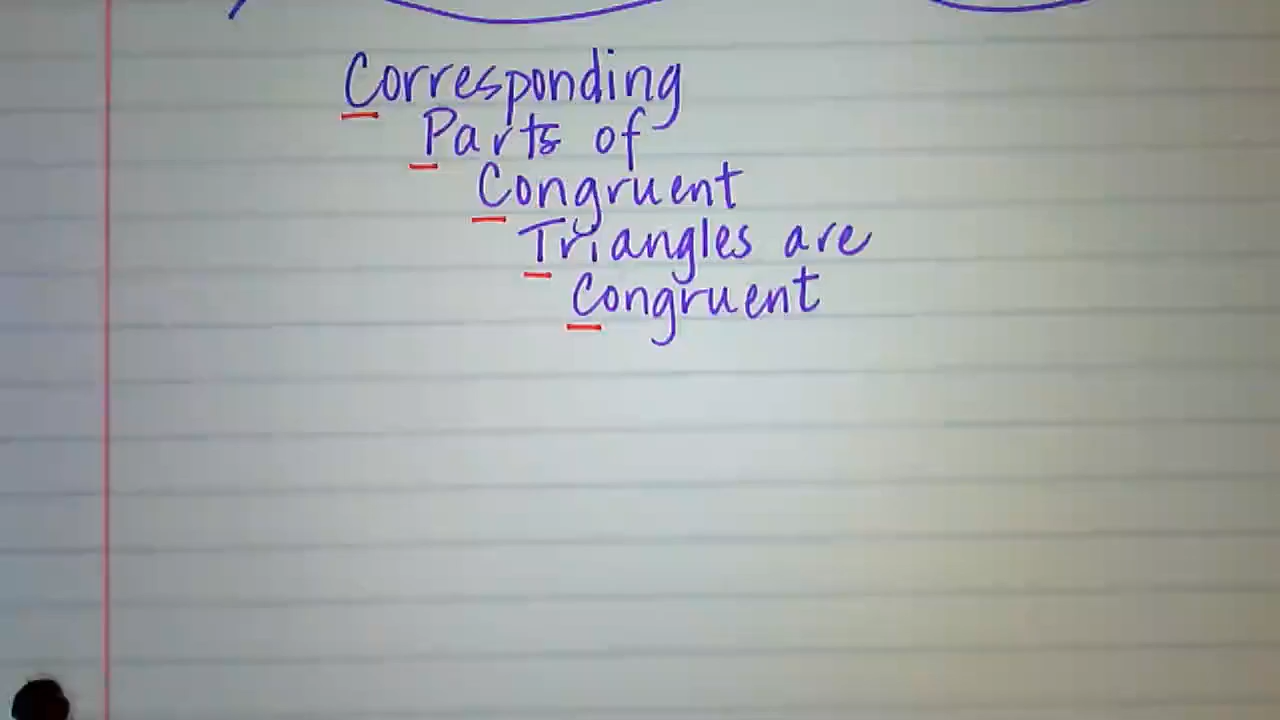 Corresponding
Parts of
Congruent
Triangles are
Congruent